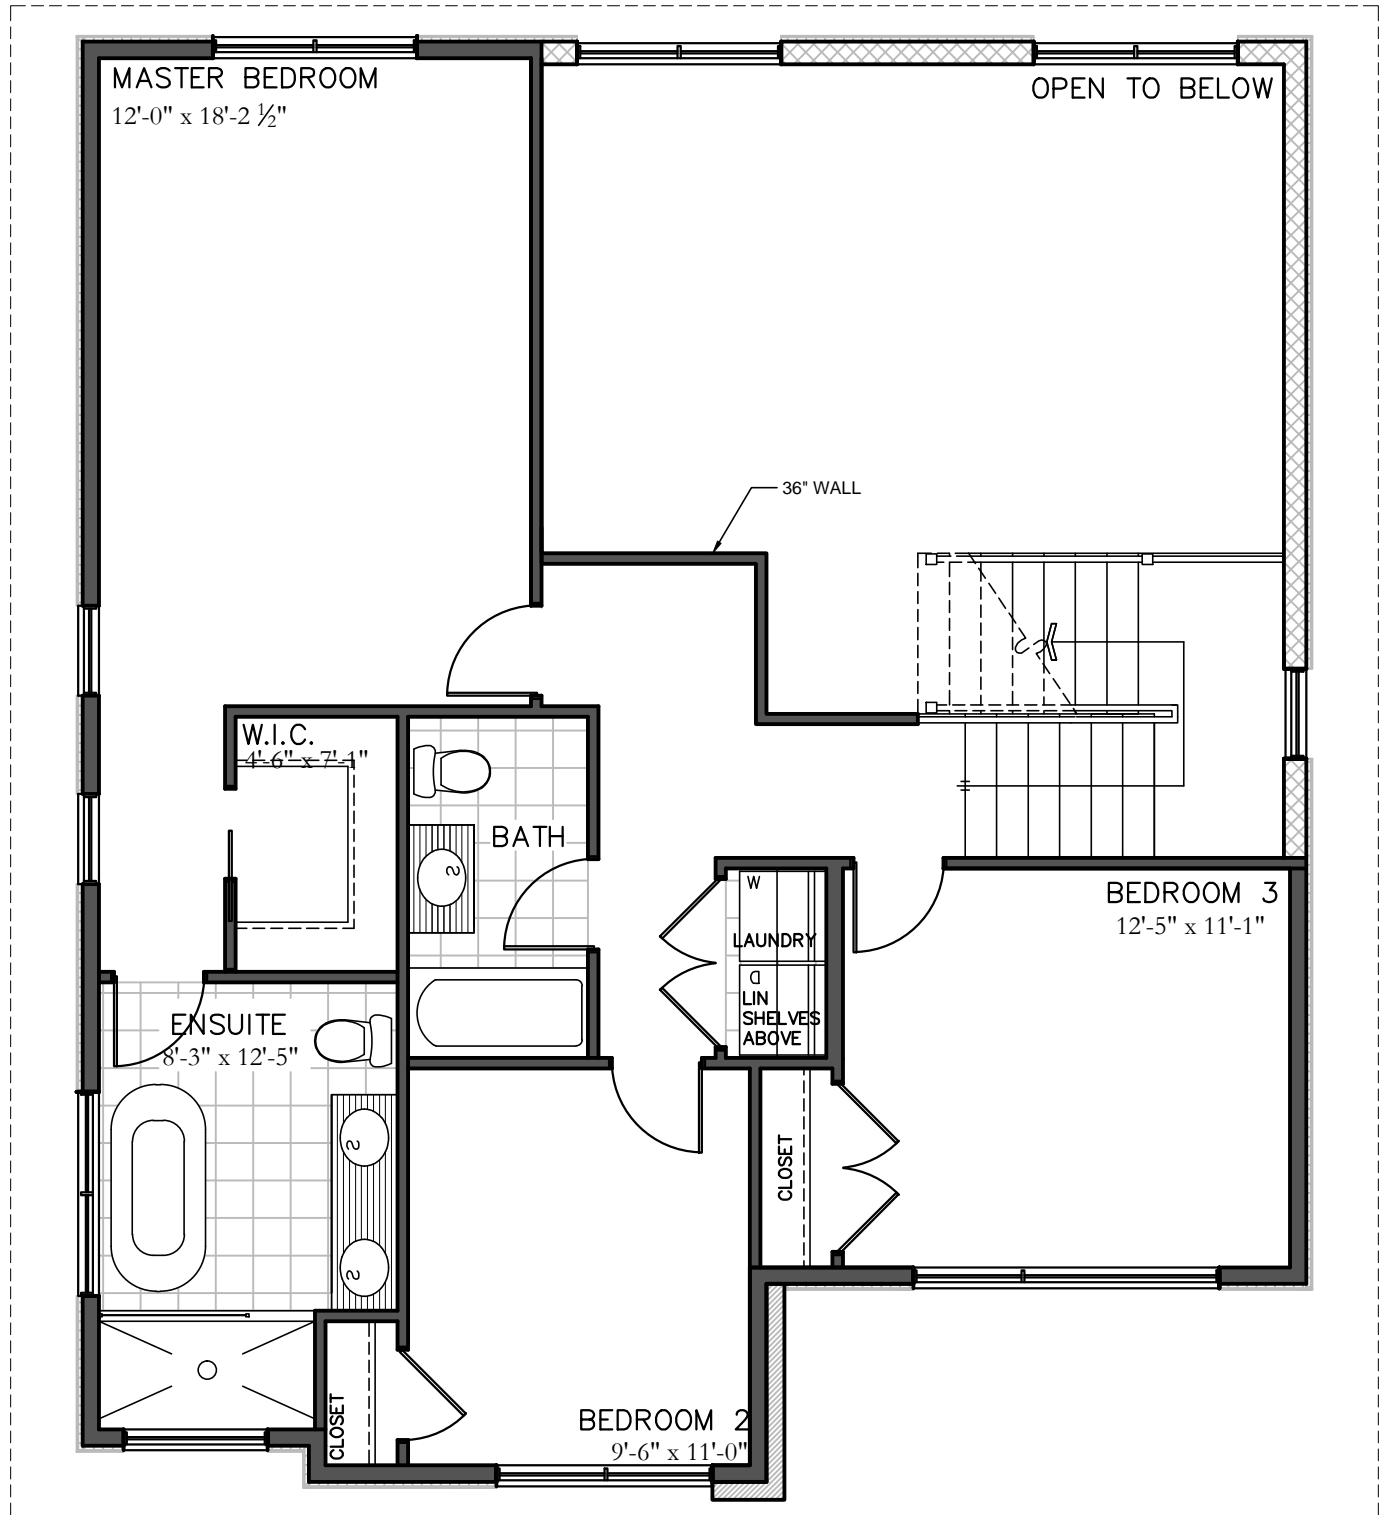 MASTER BEDROOM
12'-0" x 18'-2 ½"
OPEN TO BELOW
36" WALL
W.I.C.
4'-6" x 7'-1"
BATH
W
LAUNDRY
D
LIN
SHELVES
ABOVE
BEDROOM 3
12'-5" x 11'-1"
ENSUITE
8'-3" x 12'-5"
S
S
S
CLOSET
CLOSET
BEDROOM 2
9'-6" x 11'-0"